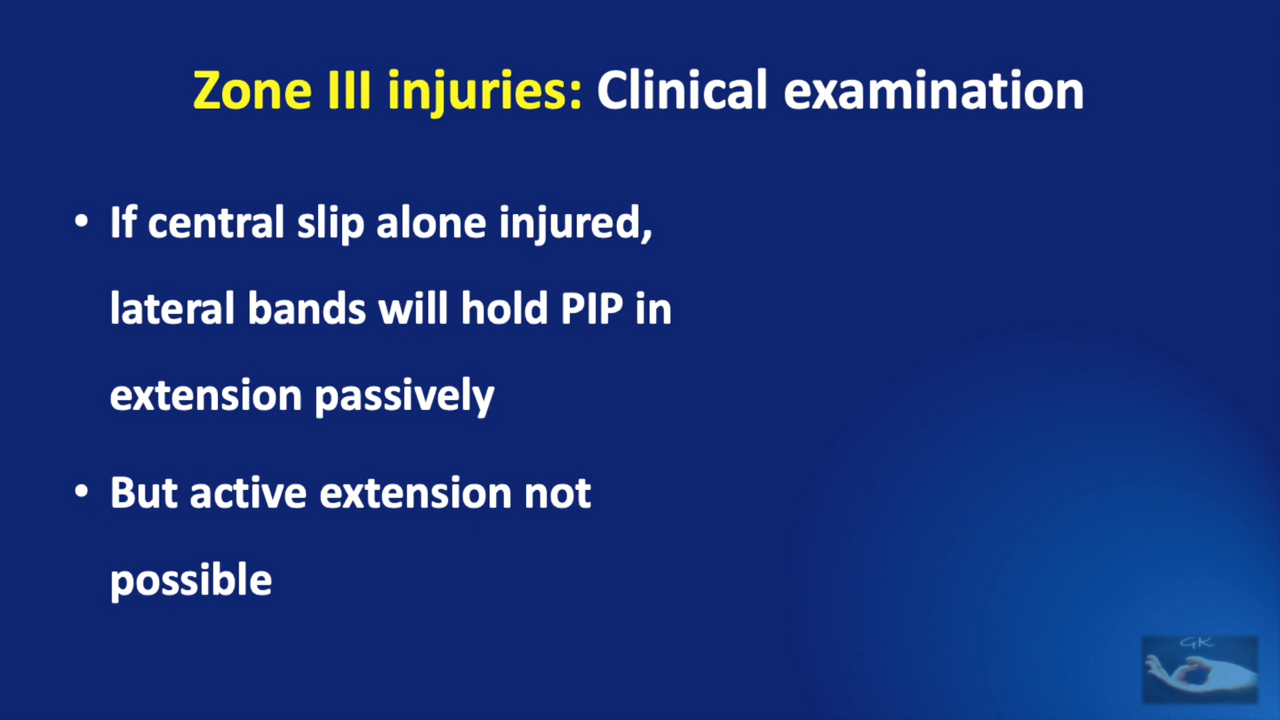 Zone III injuries: Clinical examination
• If central slip alone injured,
lateral bands will hold PIP in
extension passively
• But active extension not
possible
GK